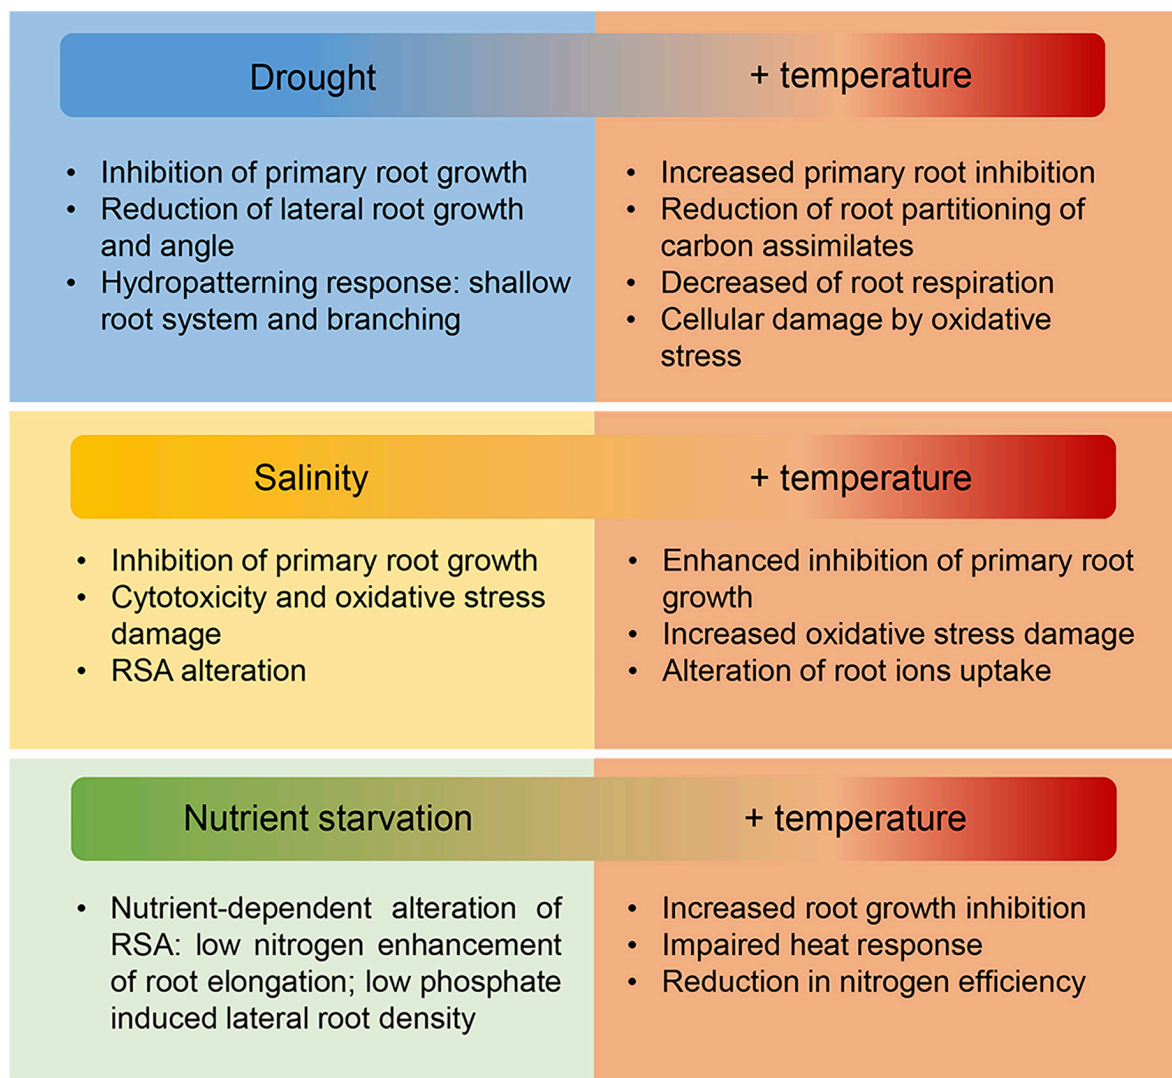 Drought
+ temperature
• Inhibition of primary root growth
• Reduction of lateral root growth
and angle
• Hydropatterning response: shallow
root system and branching
• Increased primary root inhibition
• Reduction of root partitioning of
carbon assimilates
• Decreased of root respiration
• Cellular damage by oxidative
stress
Salinity
+ temperature
• Inhibition of primary root growth
• Cytotoxicity and oxidative stress
damage
• RSA alteration
• Enhanced inhibition of primary root
growth
• Increased oxidative stress damage
• Alteration of root ions uptake
Nutrient starvation
+ temperature
• Nutrient-dependent alteration of
RSA: low nitrogen enhancement
of root elongation; low phosphate
induced lateral root density
• Increased root growth inhibition
• Impaired heat response
• Reduction in nitrogen efficiency